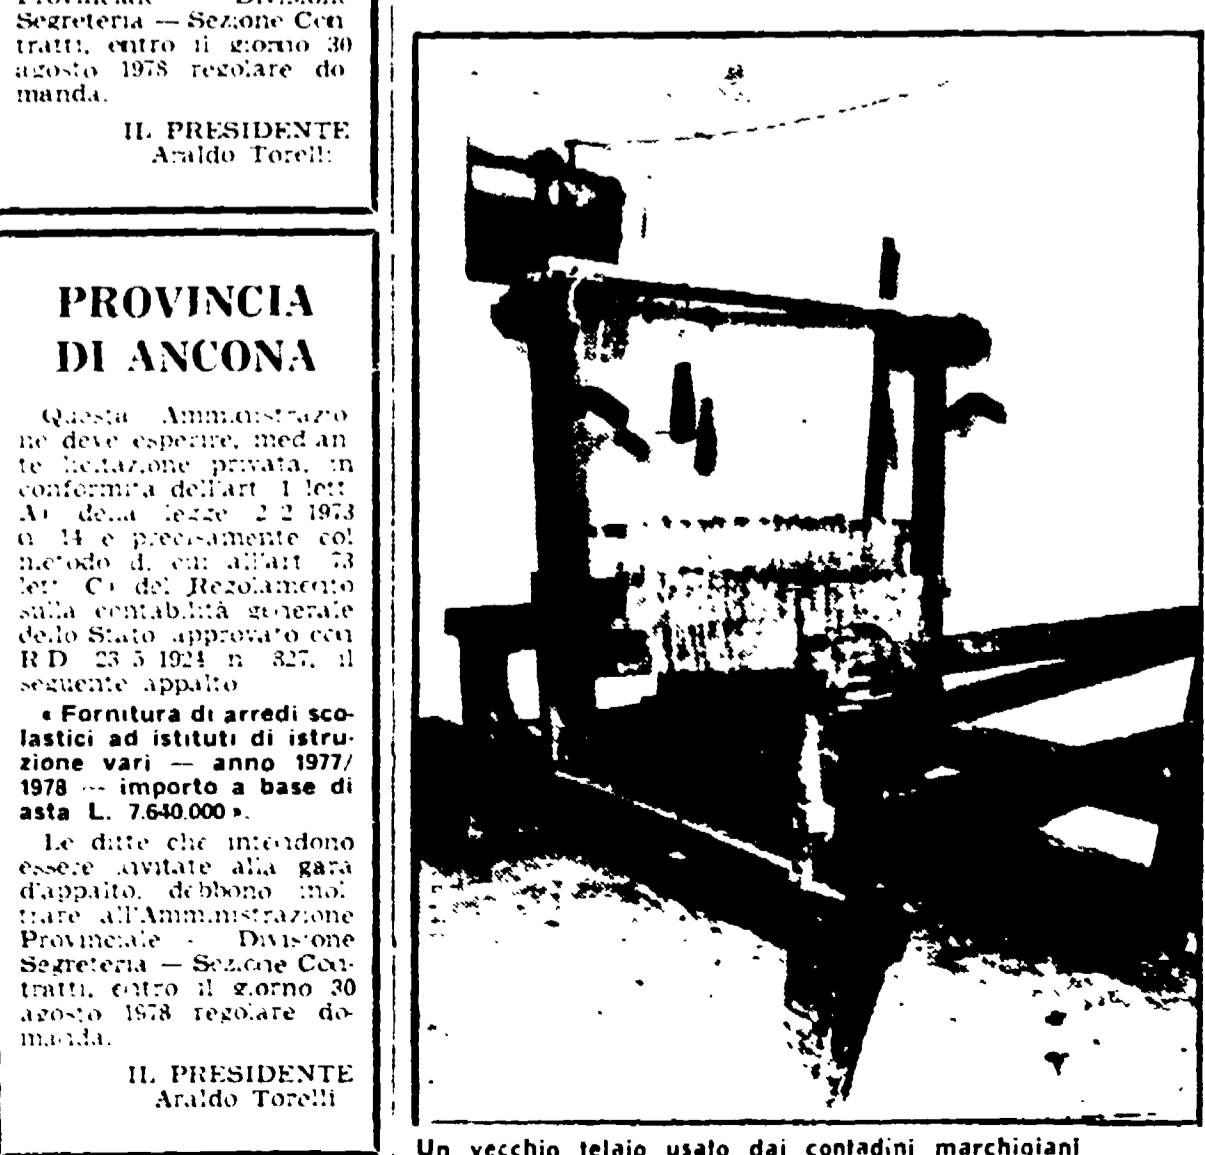 Segreteria — Sezione Con
tratti, entro il giorno 30
agosto 1978 regolare do
manda.
IL PRESIDENTE
Araldo Torelli
PROVINCIA
DI ANCONA
Questa Amministrazio
ne deve esperire, median
te licitazione privata, in
conformità dell'art 1 lett
A) della legge 2 2 1973
n 14 e precisamente col
metodo di cui all'art 73
lett C) del Regolamento
sulla contabilità generale
dello Stato approvato con
R D 23 5 1924 n 827, il
seguente appalto
« Fornitura di arredi sco-
lastici ad istituti di istru-
zione vari — anno 1977/
1978 — importo a base di
asta L. 7.640.000 ».
Le ditte che intendono
essere invitate alla gara
d'appalto, debbono inol
trare all'Amministrazione
Provinciale - Divisione
Segreteria — Sezione Con-
tratti, entro il giorno 30
agosto 1978 regolare do-
manda.
IL PRESIDENTE
Araldo Torelli
Un vecchio telaio usato dai contadini marchigiani